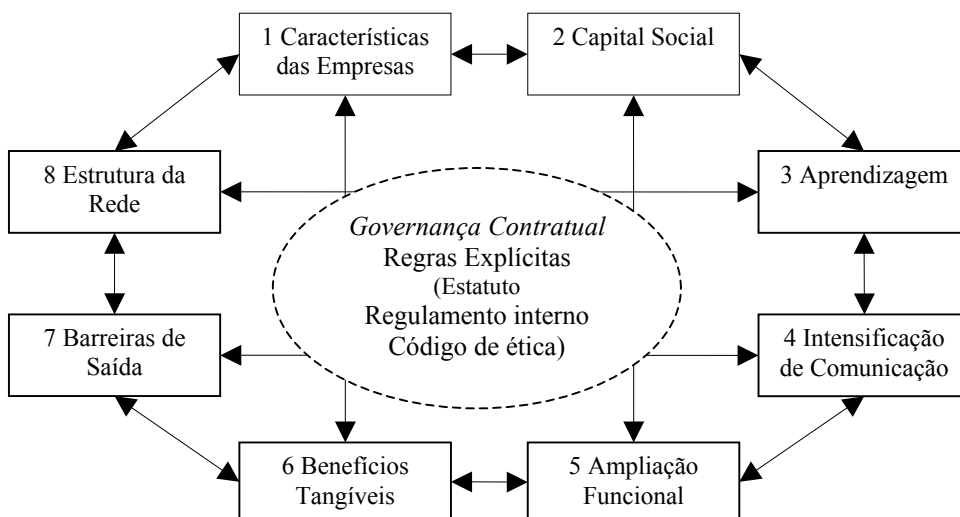 1 Características
das Empresas
2 Capital Social
8 Estrutura da
Rede
3 Aprendizagem
Governança Contratual
Regras Explícitas
(Estatuto
Regulamento interno
Código de ética)
7 Barreiras de
Saída
4 Intensificação
de Comunicação
6 Benefícios
Tangíveis
5 Ampliação
Funcional